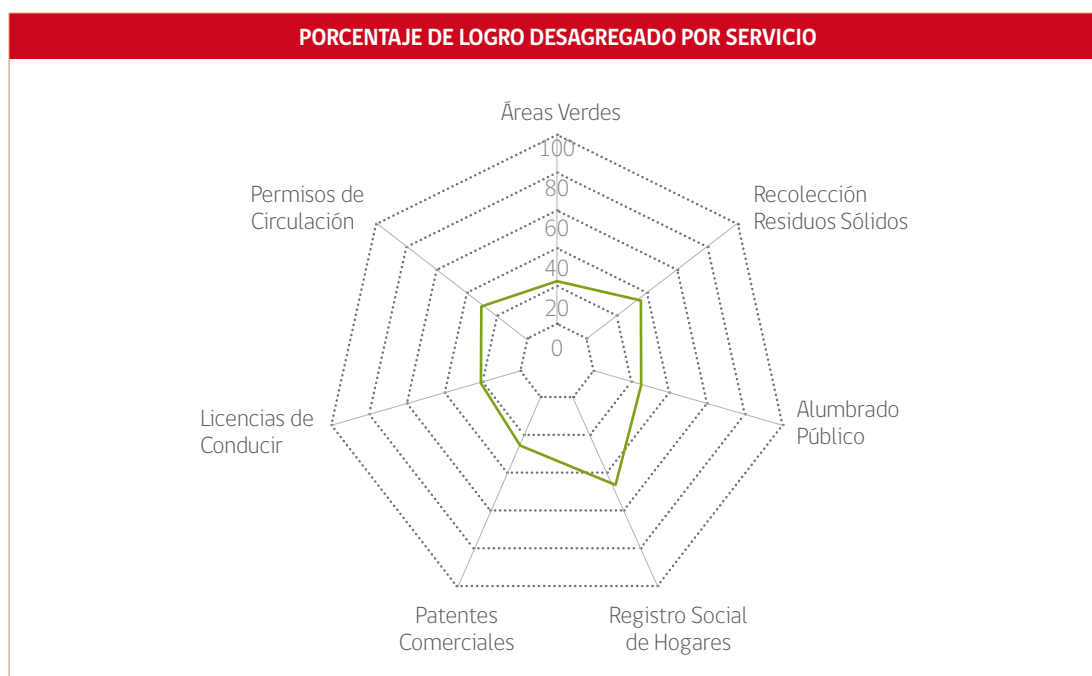 PORCENTAJE DE LOGRO DESAGREGADO POR SERVICIO
Áreas Verdes
100
80
60
40
20
0
Permisos de
Circulación
Recolección
Residuos Sólidos
Licencias de
Conducir
Alumbrado
Público
Patentes
Comerciales
Registro Social
de Hogares